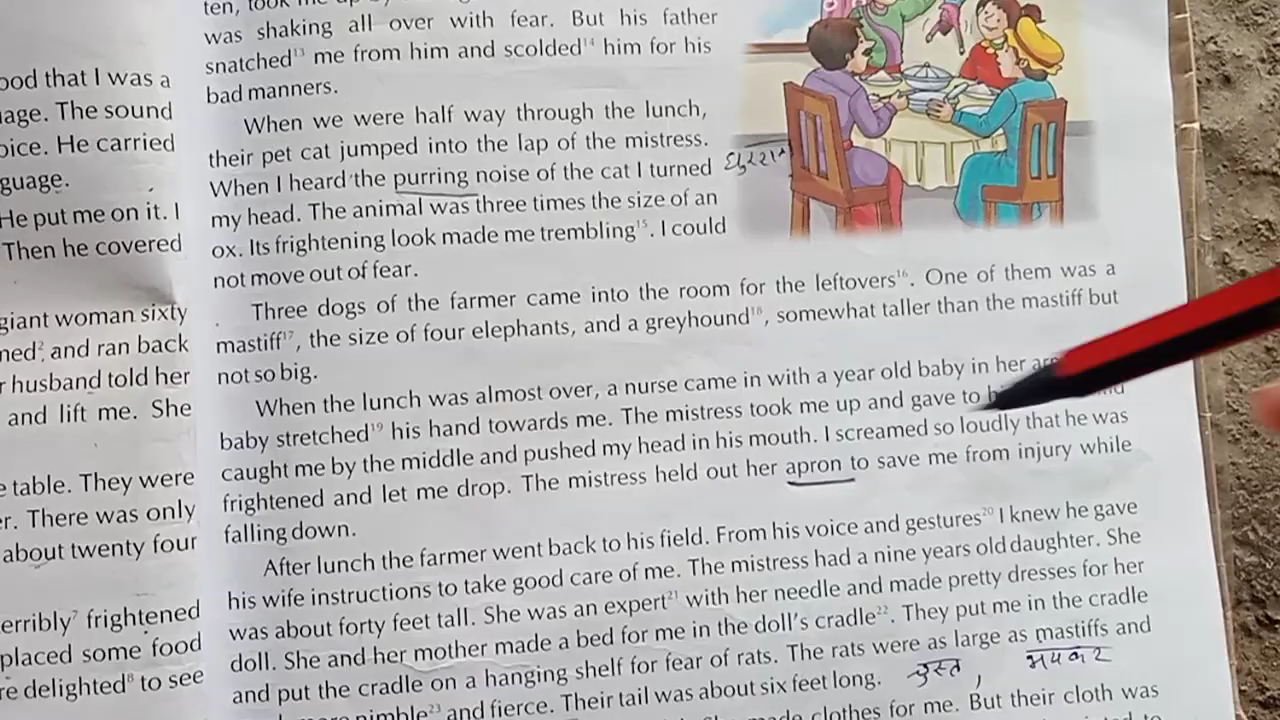 ood that I was a
age. The sound
oice. He carried
guage.
He put me on it. I
Then he covered
giant woman sixty
ned², and ran back
r husband told her
and lift me. She
e table. They were
er. There was only
about twenty four
erribly⁷ frightened
placed some food
re delighted⁸ to see
was shaking all over with fear. But his father
snatched¹³ me from him and scolded¹⁴ him for his
bad manners.
When we were half way through the lunch,
their pet cat jumped into the lap of the mistress.
When I heard the purring noise of the cat I turned
my head. The animal was three times the size of an
ox. Its frightening look made me trembling¹⁵. I could
not move out of fear.
Three dogs of the farmer came into the room for the leftovers¹⁶. One of them was a
mastiff¹⁷, the size of four elephants, and a greyhound¹⁸, somewhat taller than the mastiff but
not so big.
When the lunch was almost over, a nurse came in with a year old baby in her
baby stretched¹⁹ his hand towards me. The mistress took me up and gave to
caught me by the middle and pushed my head in his mouth. I screamed so loudly that he was
frightened and let me drop. The mistress held out her apron to save me from injury while
falling down.
After lunch the farmer went back to his field. From his voice and gestures²⁰ I knew he gave
his wife instructions to take good care of me. The mistress had a nine years old daughter. She
was about forty feet tall. She was an expert²¹ with her needle and made pretty dresses for her
doll. She and her mother made a bed for me in the doll's cradle²². They put me in the cradle
and put the cradle on a hanging shelf for fear of rats. The rats were as large as mastiffs and
nimble²³ and fierce. Their tail was about six feet long. चुस्त , भयंकर
made clothes for me. But their cloth was